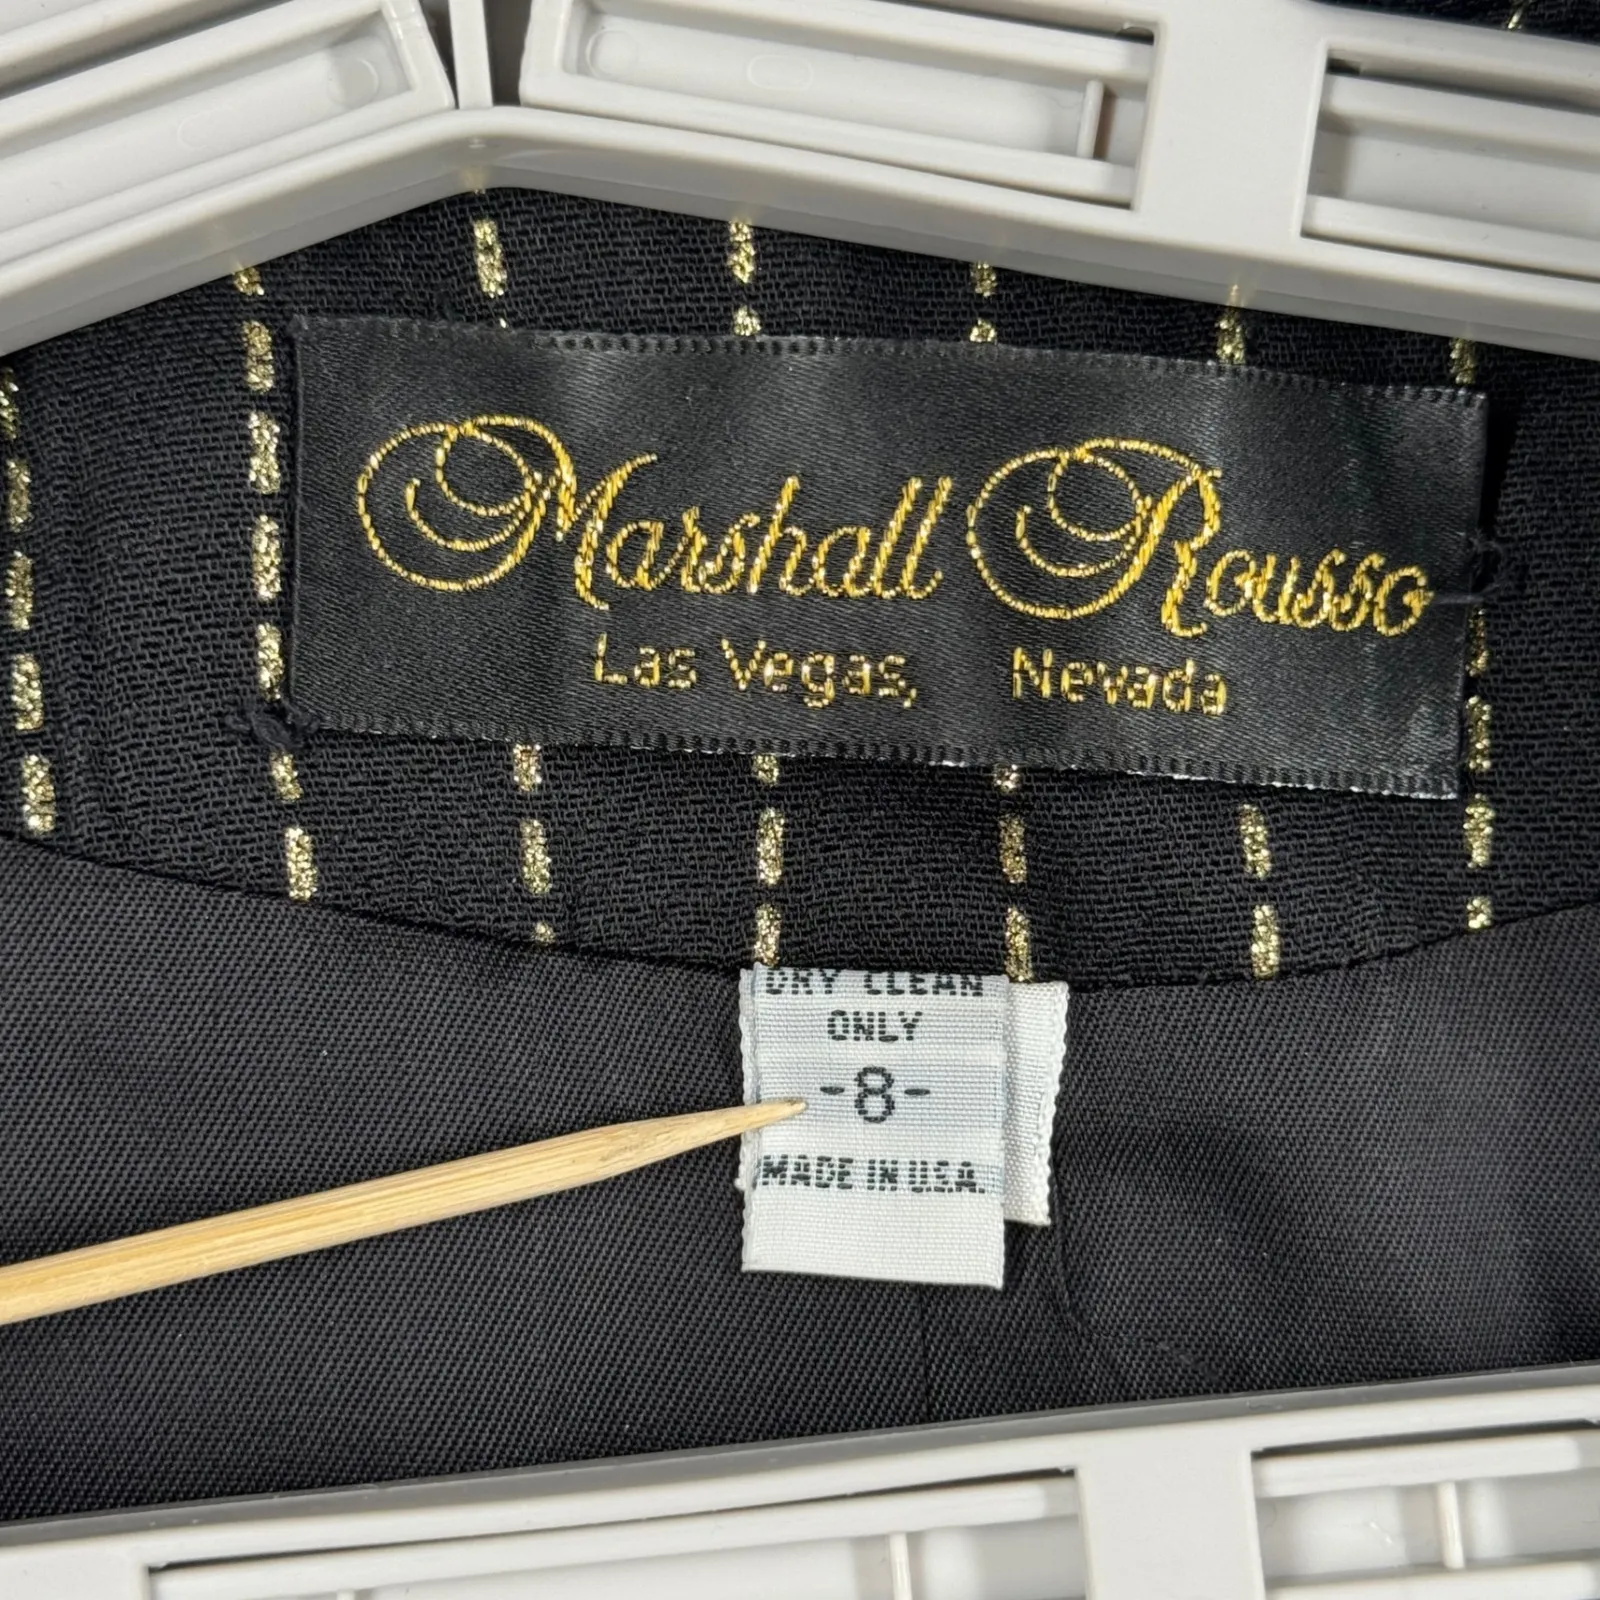 Marshall Rousso
Las Vegas, Nevada
DRY CLEAN
ONLY
-8-
MADE IN U.S.A.